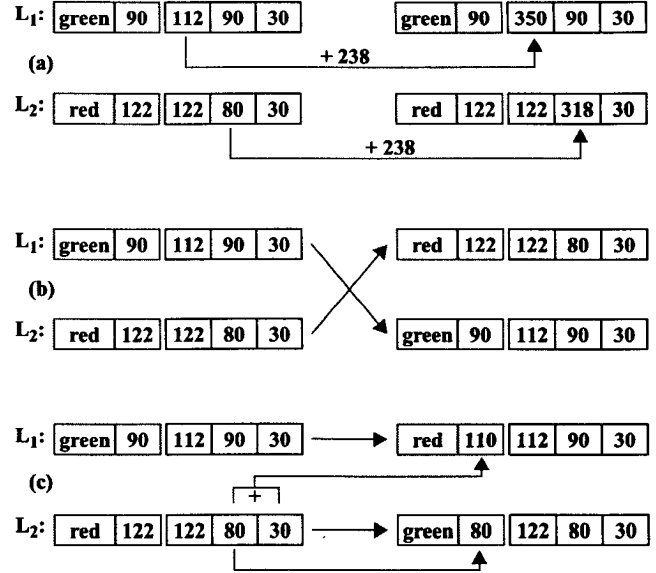 L₁: green 90 112 90 30 green 90 350 90 30
+ 238
(a)
L₂: red 122 122 80 30 red 122 122 318 30
+ 238
L₁: green 90 112 90 30 red 122 122 80 30
(b)
L₂: red 122 122 80 30 green 90 112 90 30
L₁: green 90 112 90 30 red 110 112 90 30
(c)
+
L₂: red 122 122 80 30 green 80 122 80 30